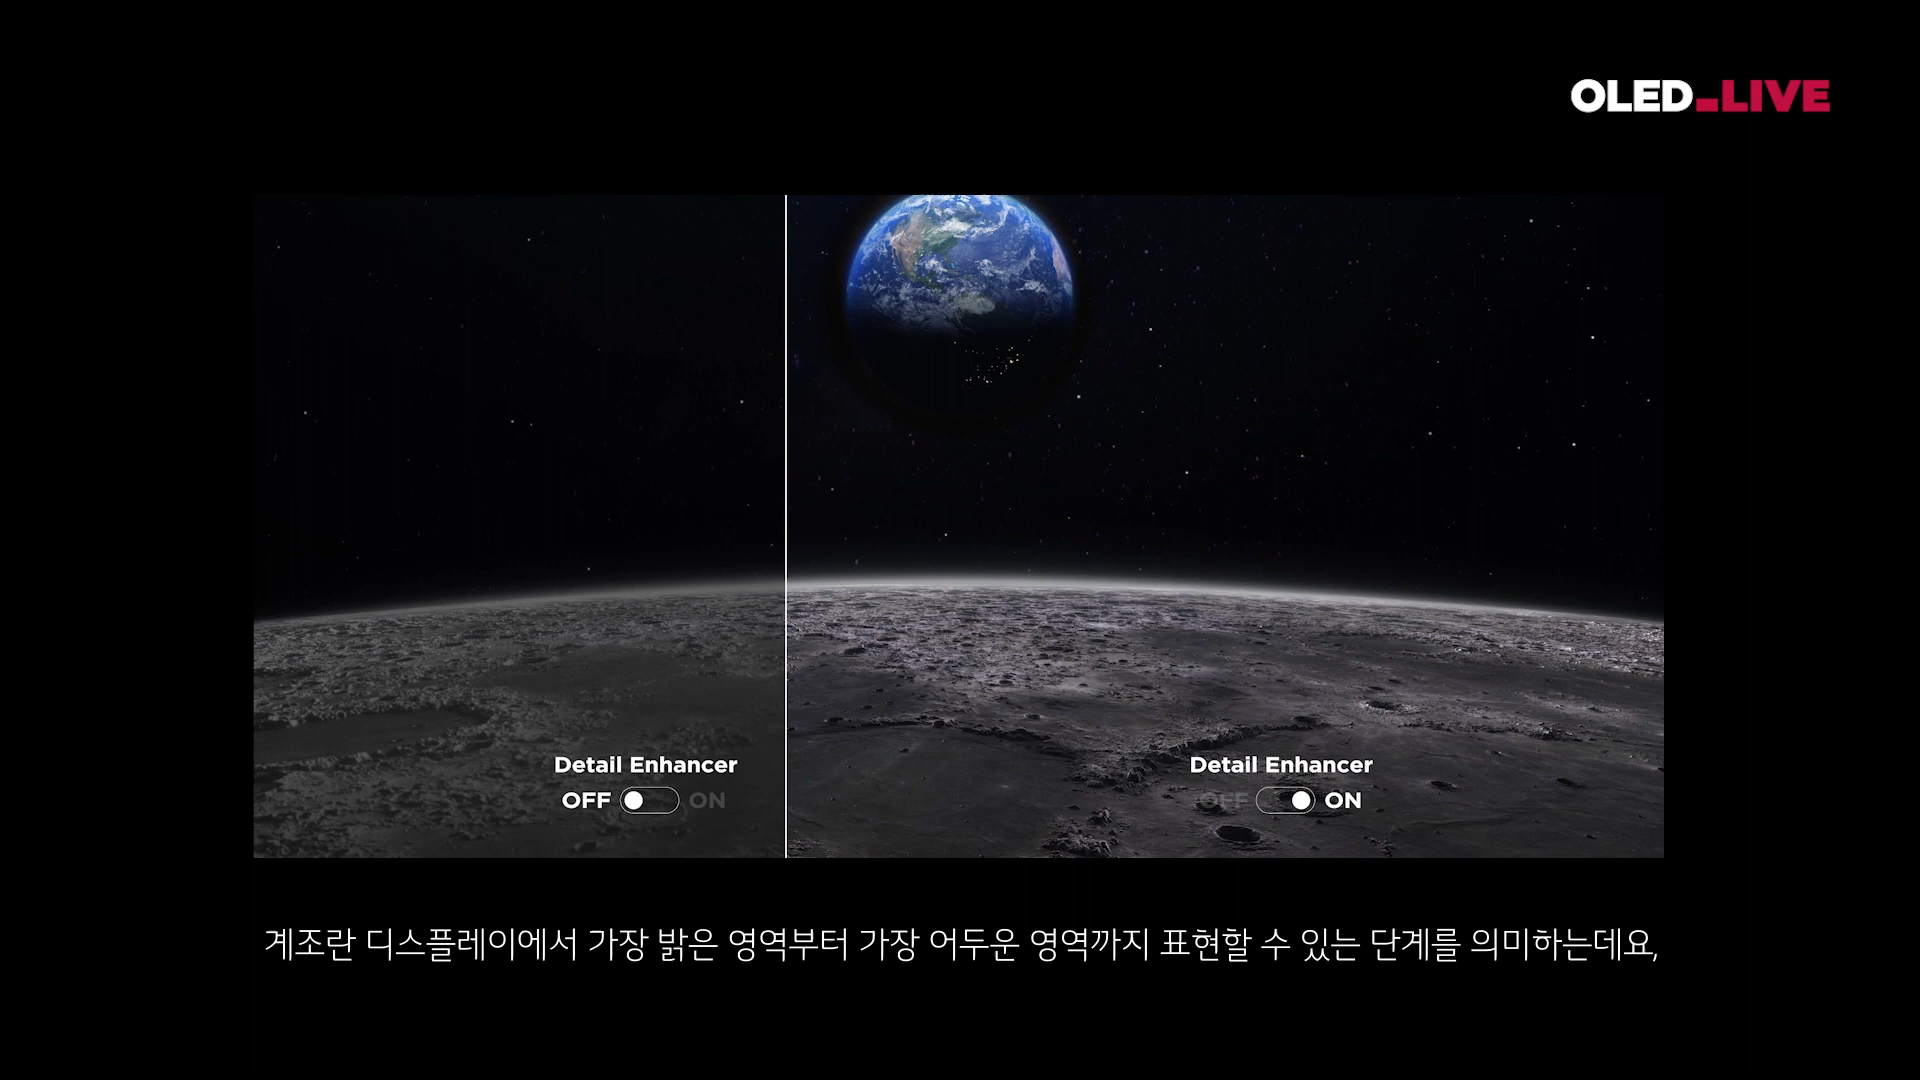 OLED.LIVE
Detail Enhancer
OFF ON
Detail Enhancer
OFF ON
계조란 디스플레이에서 가장 밝은 영역부터 가장 어두운 영역까지 표현할 수 있는 단계를 의미하는데요,